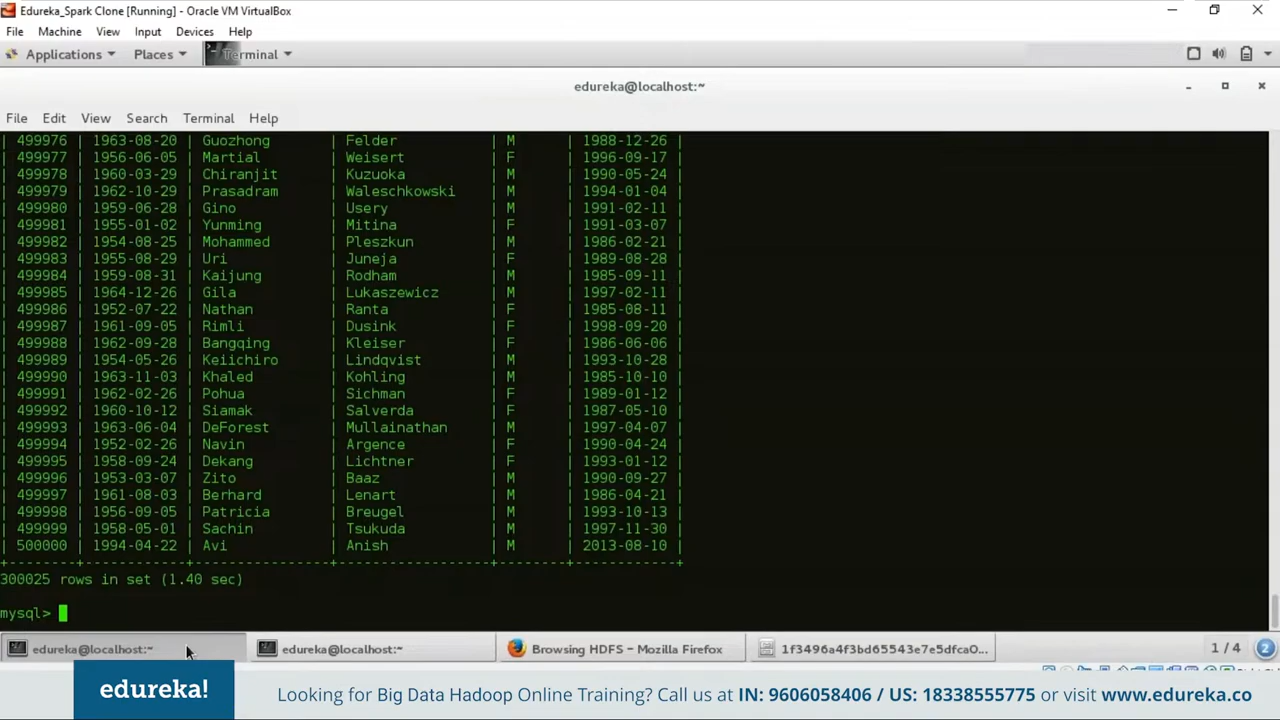 Edureka_Spark Clone [Running] - Oracle VM VirtualBox
File Machine View Input Devices Help
Applications Places Terminal
edureka@localhost:~
File Edit View Search Terminal Help
| 499976 | 1963-08-20 | Guozhong | Felder | M | 1988-12-26 |
| 499977 | 1956-06-05 | Martial | Weisert | F | 1996-09-17 |
| 499978 | 1960-03-29 | Chiranjit | Kuzuoka | M | 1990-05-24 |
| 499979 | 1962-10-29 | Prasadram | Waleschkowski | M | 1994-01-04 |
| 499980 | 1959-06-28 | Gino | Usery | M | 1991-02-11 |
| 499981 | 1955-01-02 | Yunming | Mitina | F | 1991-03-07 |
| 499982 | 1954-08-25 | Mohammed | Pleszkun | M | 1986-02-21 |
| 499983 | 1955-08-29 | Uri | Juneja | F | 1989-08-28 |
| 499984 | 1959-08-31 | Kaijung | Rodham | M | 1985-09-11 |
| 499985 | 1964-12-26 | Gila | Lukaszewicz | M | 1997-02-11 |
| 499986 | 1952-07-22 | Nathan | Ranta | F | 1985-08-11 |
| 499987 | 1961-09-05 | Rimli | Dusink | F | 1998-09-20 |
| 499988 | 1962-09-28 | Bangqing | Kleiser | F | 1986-06-06 |
| 499989 | 1954-05-26 | Keiichiro | Lindqvist | M | 1993-10-28 |
| 499990 | 1963-11-03 | Khaled | Kohling | M | 1985-10-10 |
| 499991 | 1962-02-26 | Pohua | Sichman | F | 1989-01-12 |
| 499992 | 1960-10-12 | Siamak | Salverda | F | 1987-05-10 |
| 499993 | 1963-06-04 | DeForest | Mullainathan | M | 1997-04-07 |
| 499994 | 1952-02-26 | Navin | Argence | F | 1990-04-24 |
| 499995 | 1958-09-24 | Dekang | Lichtner | F | 1993-01-12 |
| 499996 | 1953-03-07 | Zito | Baaz | M | 1990-09-27 |
| 499997 | 1961-08-03 | Berhard | Lenart | M | 1986-04-21 |
| 499998 | 1956-09-05 | Patricia | Breugel | M | 1993-10-13 |
| 499999 | 1958-05-01 | Sachin | Tsukuda | M | 1997-11-30 |
| 500000 | 1994-04-22 | Avi | Anish | M | 2013-08-10 |
300025 rows in set (1.40 sec)
mysql>
edureka@localhost:~ edureka@localhost:~ Browsing HDFS - Mozilla Firefox 1f3496a4f3bd65543e7e5dfca0... 1 / 4 2
edureka! Looking for Big Data Hadoop Online Training? Call us at IN: 9606058406 / US: 18338555775 or visit www.edureka.co